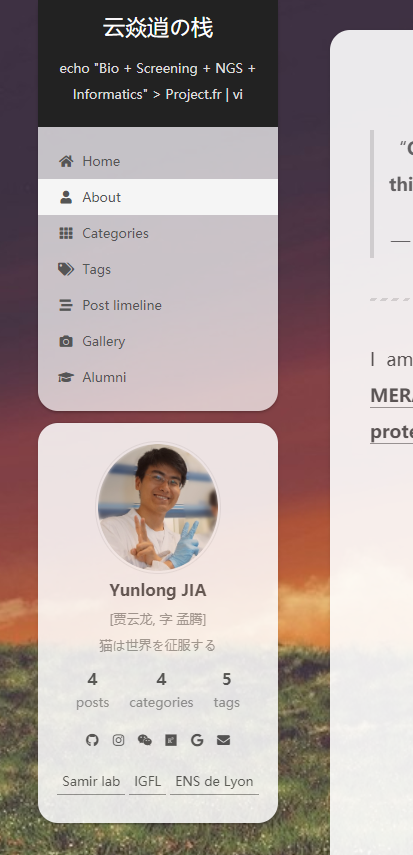 云焱逍の栈
echo "Bio + Screening + NGS +
Informatics" > Project.fr | vi
Home
About
Categories
Tags
Post limeline
Gallery
Alumni
Yunlong JIA
[贾云龙, 字 孟腾]
猫は世界を征服する
4 4 5
posts categories tags
Samir lab IGFL ENS de Lyon
“C
thi
—
I am
MERA
prote